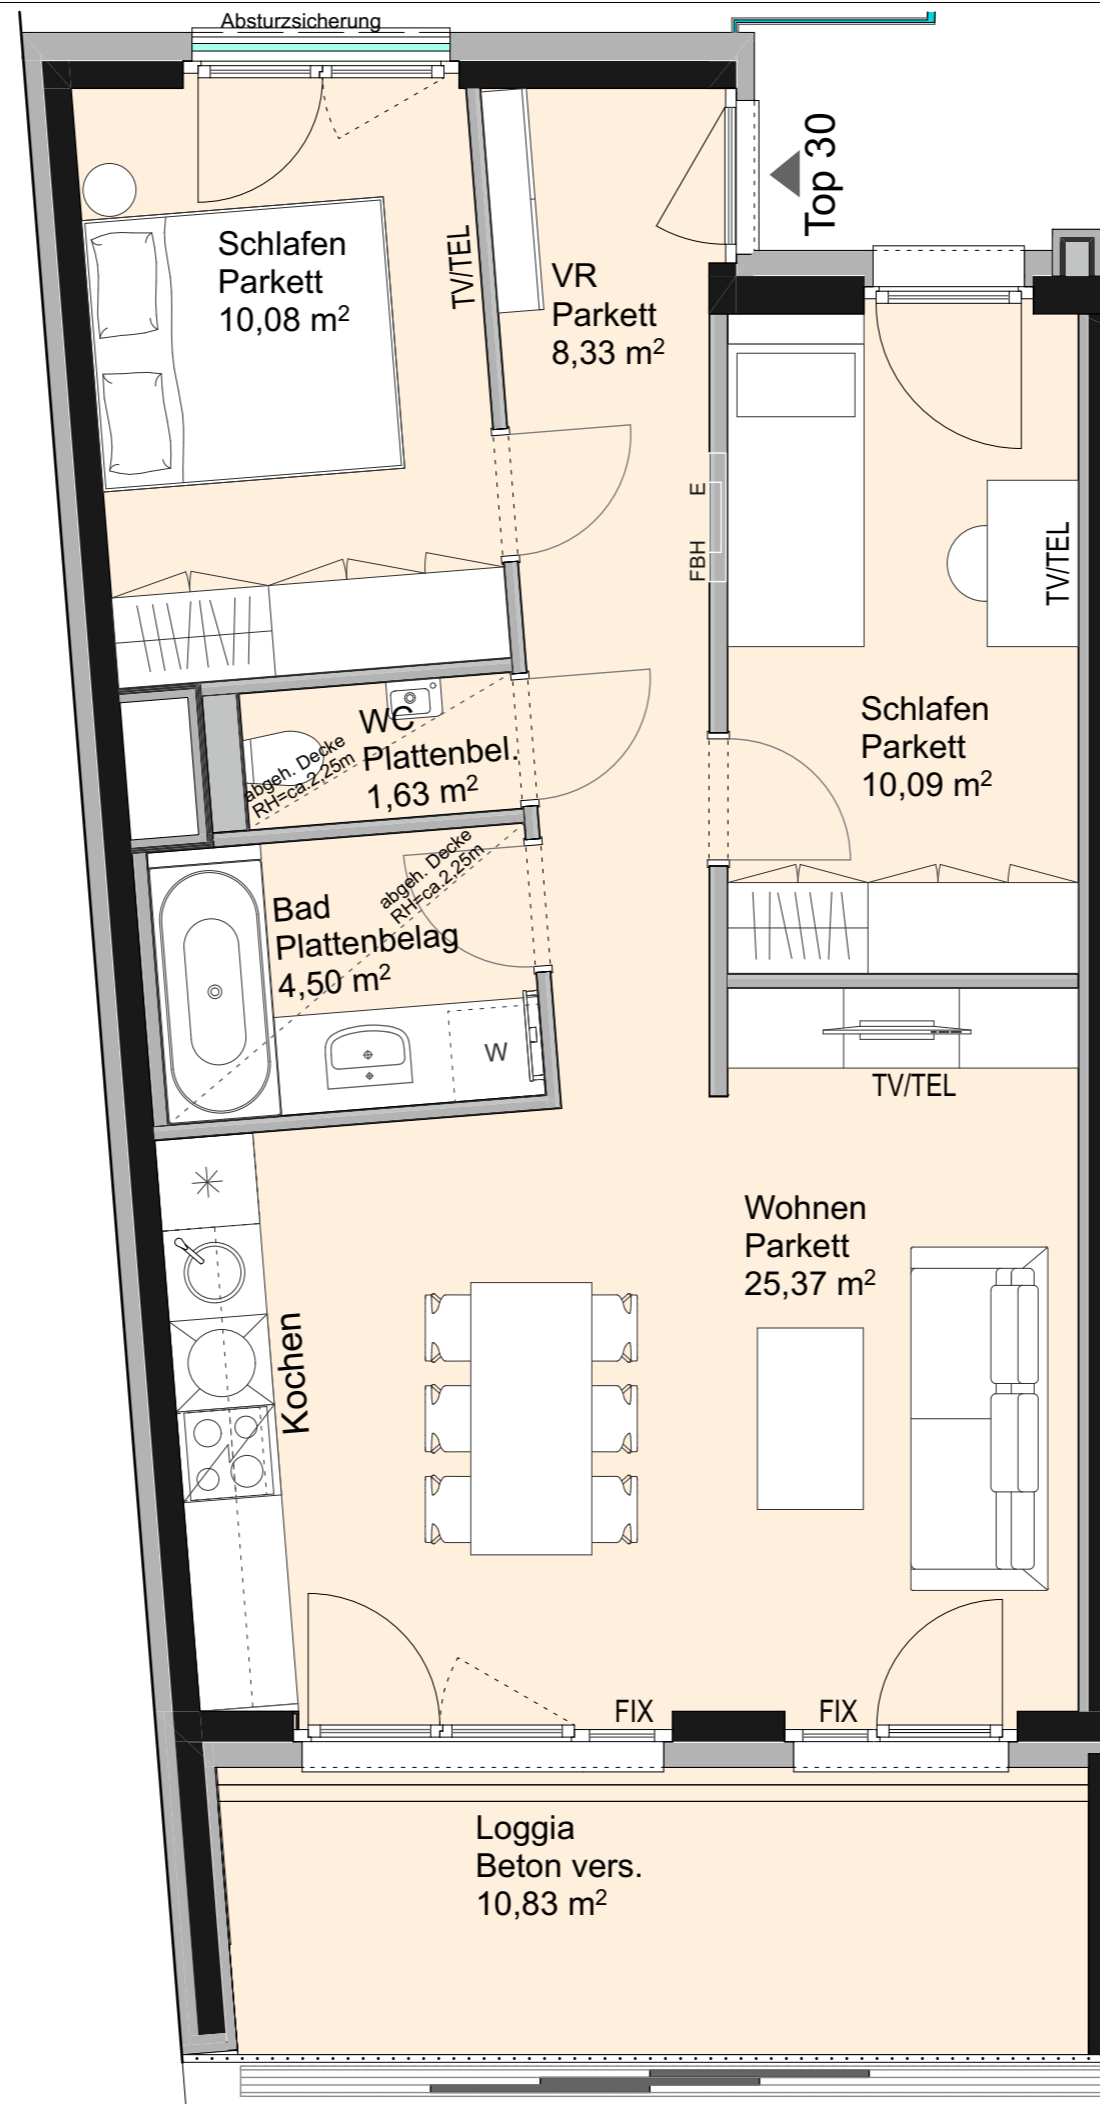 Absturzsicherung
Top 30
Schlafen
Parkett
10,08 m²
TV/TEL
VR
Parkett
8,33 m²
E
FBH
TV/TEL
Schlafen
Parkett
10,09 m²
WC
Plattenbel.
1,63 m²
abgeh. Decke
RH=ca.2,25m
abgeh. Decke
RH=ca.2,25m
Bad
Plattenbelag
4,50 m²
W
TV/TEL
Wohnen
Parkett
25,37 m²
Kochen
FIX
FIX
Loggia
Beton vers.
10,83 m²